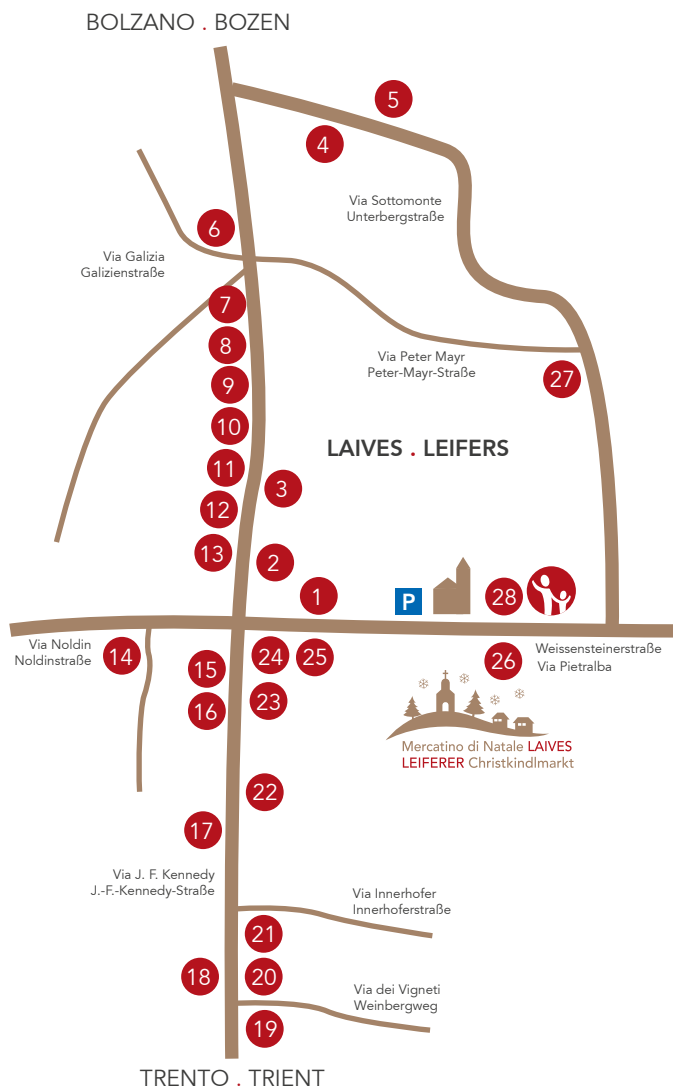 BOLZANO . BOZEN
5
4
Via Sottomonte
Unterbergstraße
6
Via Galizia
Galizienstraße
7
8
Via Peter Mayr
Peter-Mayr-Straße
27
9
10
LAIVES . LEIFERS
11
3
12
13
2
1
P
28
Via Noldin
Noldinstraße
14
15
24
25
26
Weissensteinerstraße
Via Pietralba
16
23
Mercatino di Natale LAIVES
LEIFERER Christkindlmarkt
22
17
Via J. F. Kennedy
J.-F.-Kennedy-Straße
Via Innerhofer
Innerhoferstraße
21
18
20
Via dei Vigneti
Weinbergweg
19
TRENTO . TRIENT